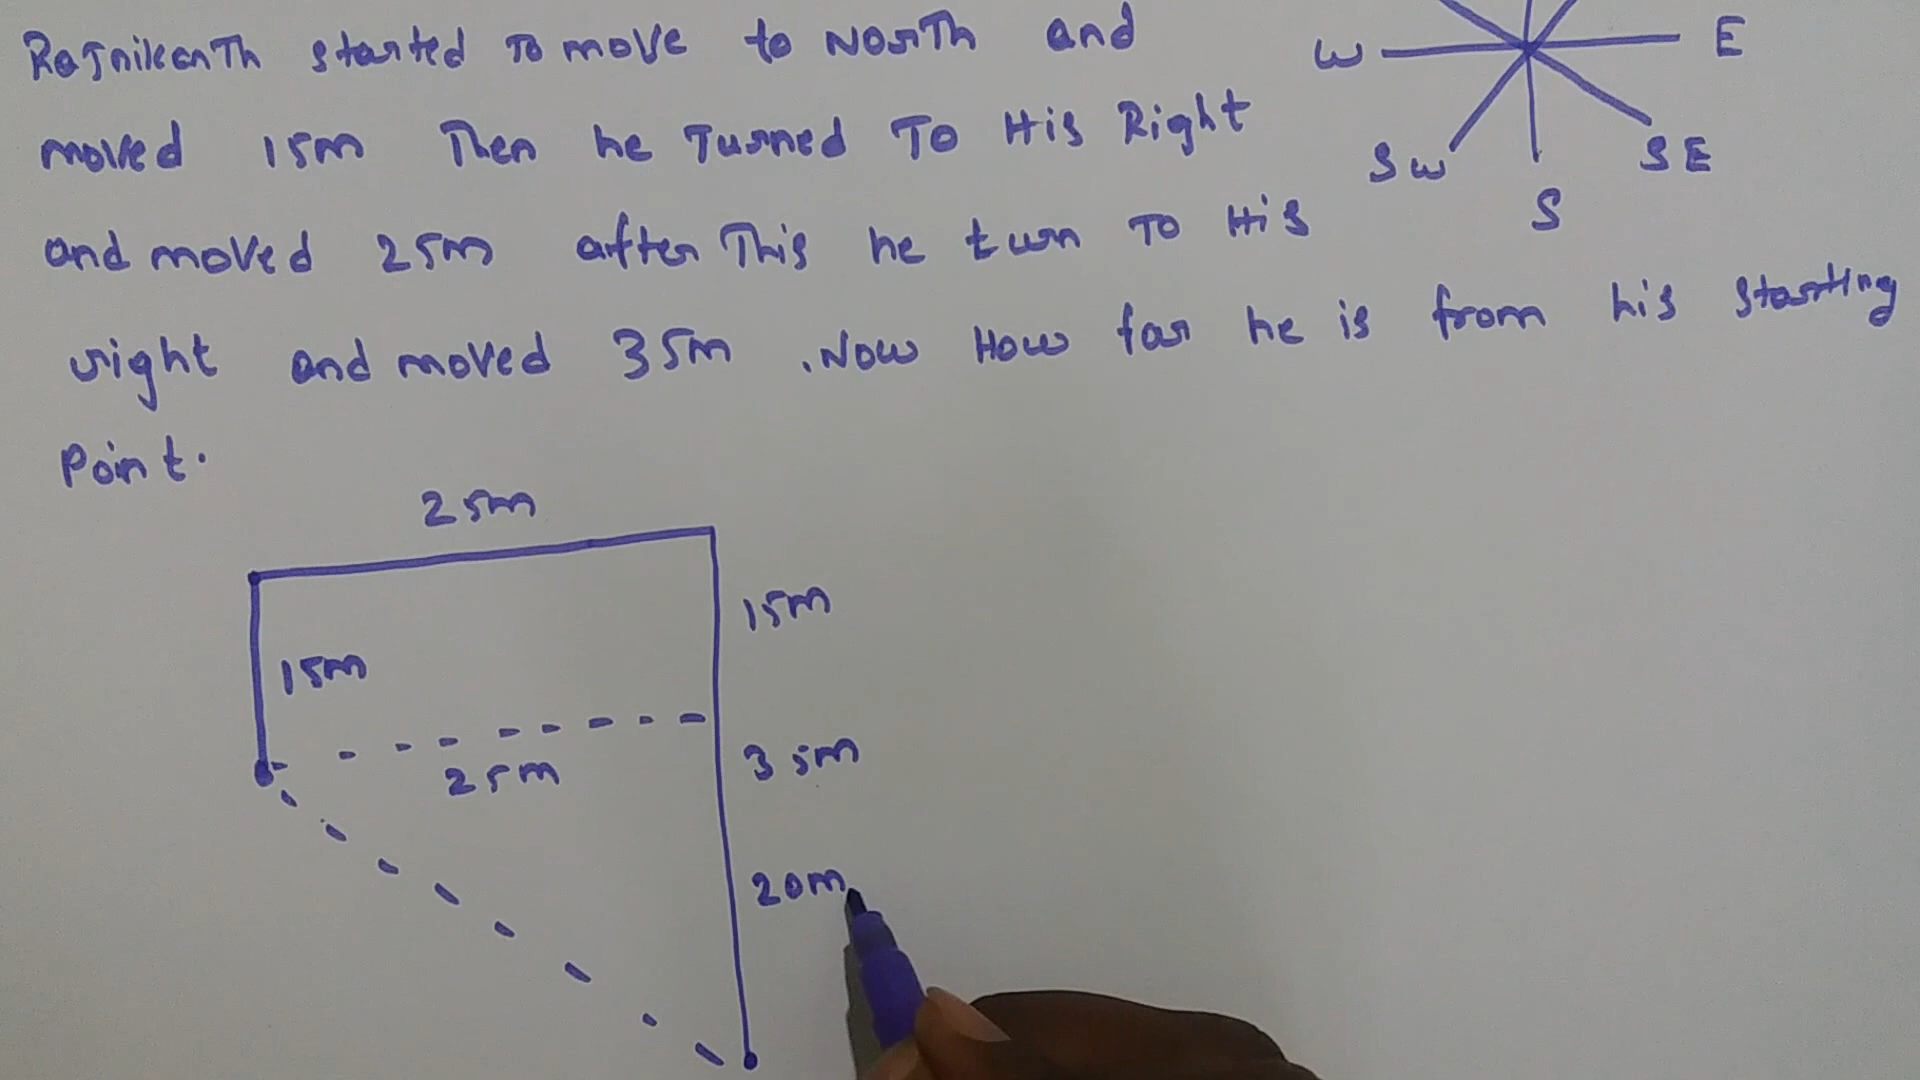 Rajnikanth started to move to North and
moved 15m Then he Turned To His Right
and moved 25m after This he turn To His
right and moved 35m . Now How far he is from his starting
Point.
W E
SW SE
S
25m
15m
15m
25m
35m
20m